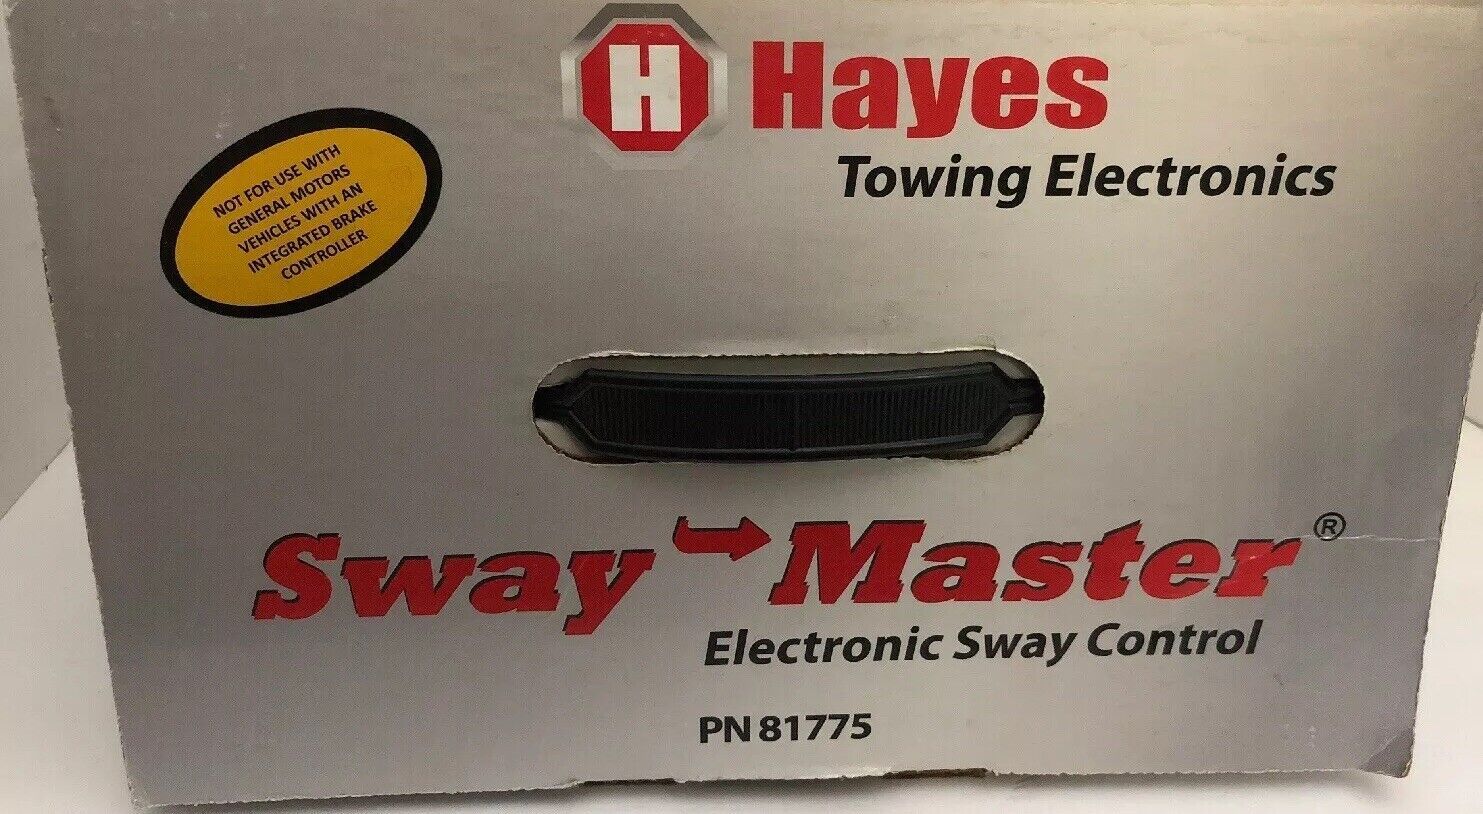 H Hayes
Towing Electronics
NOT FOR USE WITH
GENERAL MOTORS
VEHICLES WITH AN
INTEGRATED BRAKE
CONTROLLER
Sway Master®
Electronic Sway Control
PN 81775